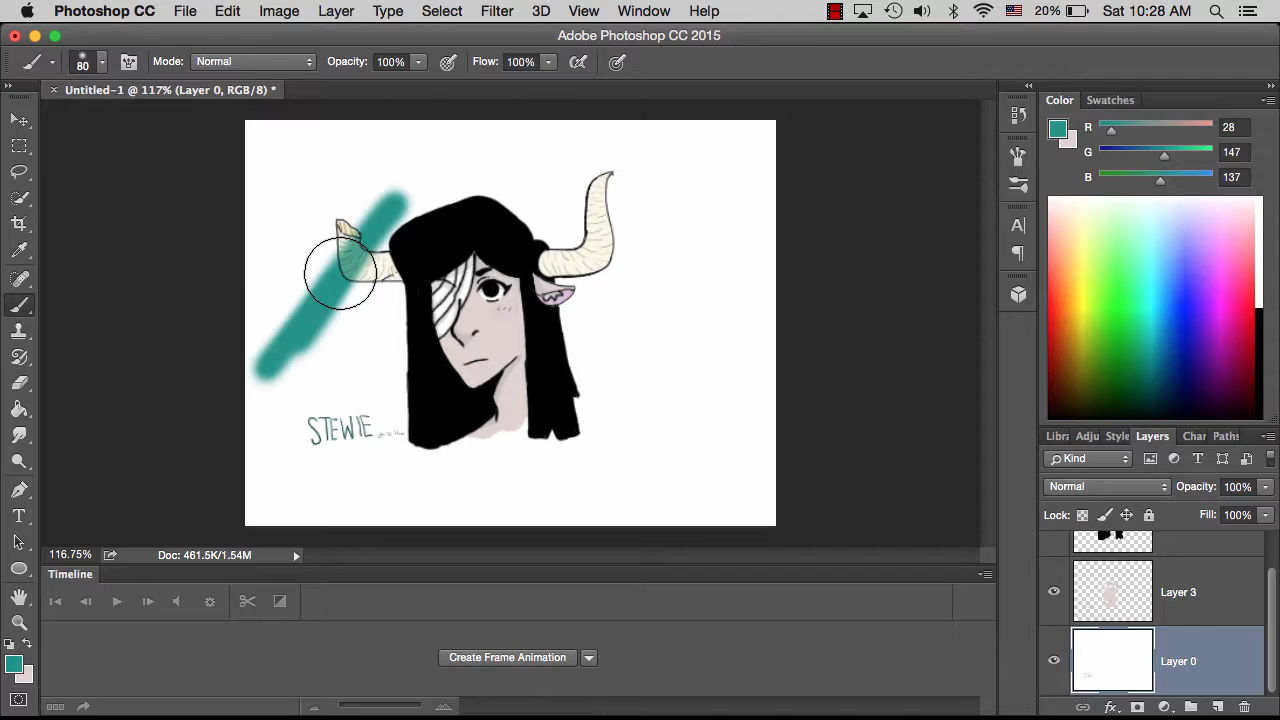 Photoshop CC File Edit Image Layer Type Select Filter 3D View Window Help 20% Sat 10:28 AM
Adobe Photoshop CC 2015
80 Mode: Normal Opacity: 100% Flow: 100%
× Untitled-1 @ 117% (Layer 0, RGB/8) *
Color Swatches
R 28
G 147
B 137
STEWIE
Libra Adju Style Layers Char Paths
Kind
Normal Opacity: 100%
Lock: Fill: 100%
Layer 3
Layer 0
116.75% Doc: 461.5K/1.54M
Timeline
Create Frame Animation